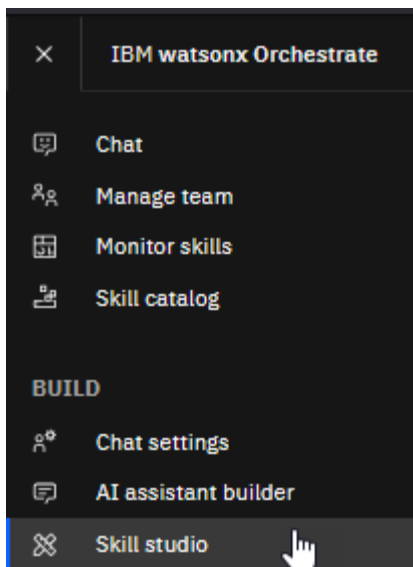 IBM watsonx Orchestrate
Chat
Manage team
Monitor skills
Skill catalog
BUILD
Chat settings
AI assistant builder
Skill studio